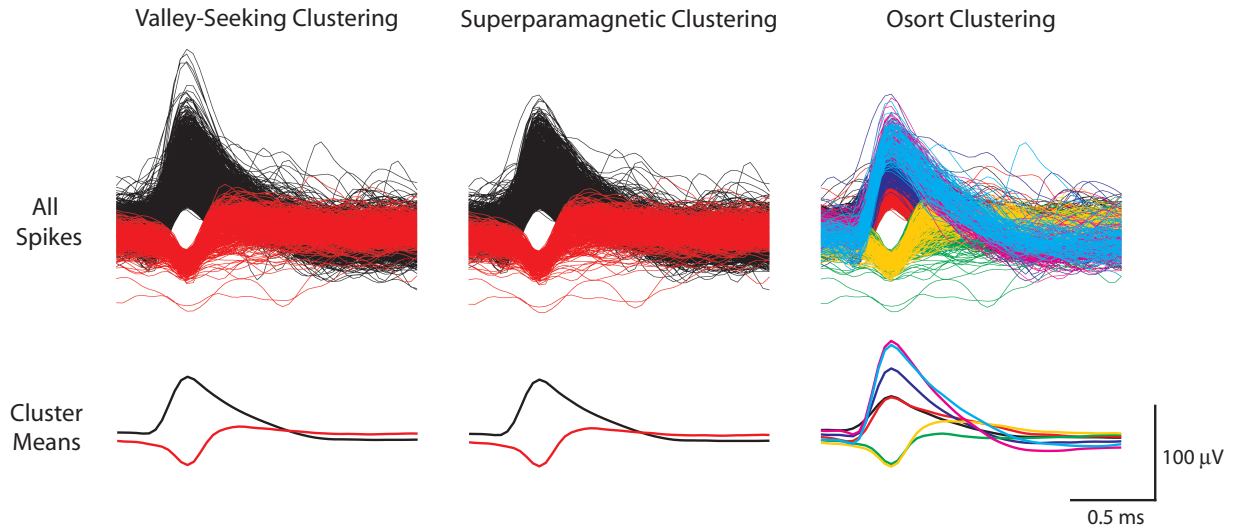 Valley-Seeking Clustering
Superparamagnetic Clustering
Osort Clustering
All
Spikes
Cluster
Means
100 μV
0.5 ms